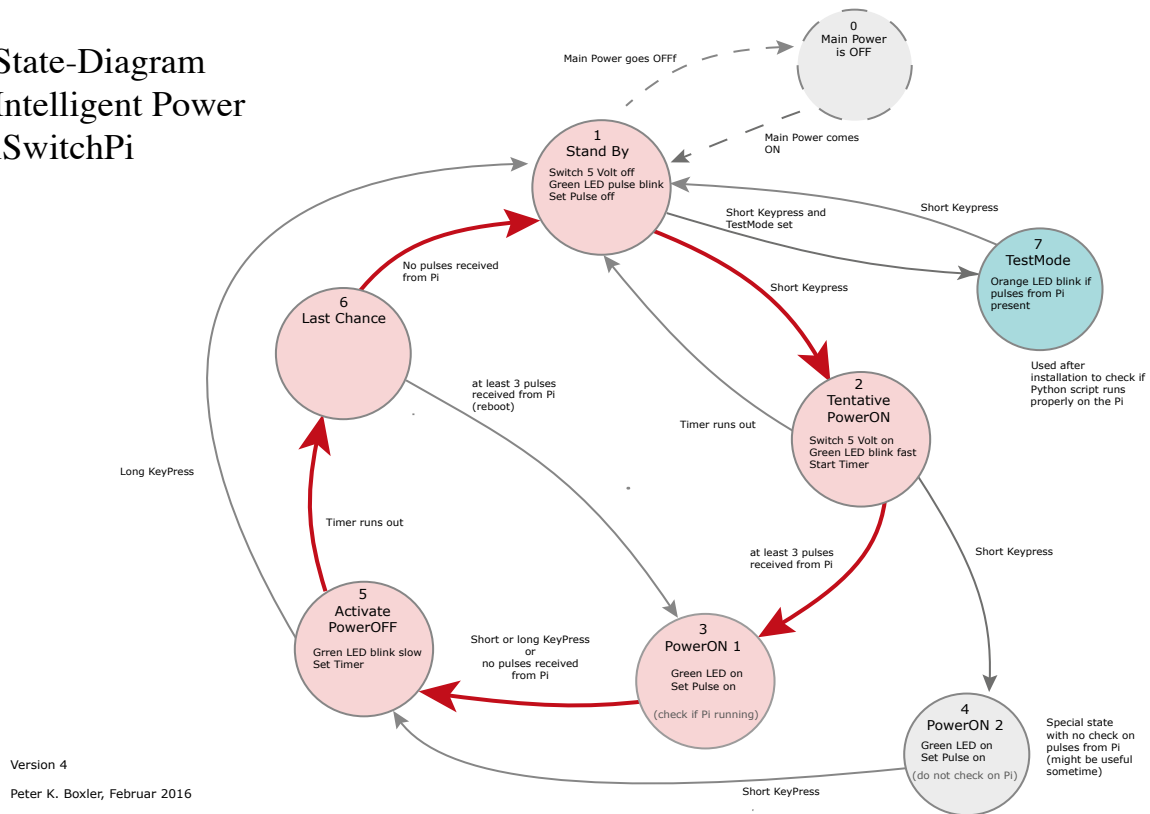 State-Diagram
Intelligent Power
SwitchPi
0
Main Power
is OFF
Main Power goes OFFf
Main Power comes
ON
1
Stand By
Switch 5 Volt off
Green LED pulse blink
Set Pulse off
Short Keypress and
TestMode set
Short Keypress
7
TestMode
Orange LED blink if
pulses from Pi
present
Used after
installation to check if
Python script runs
properly on the Pi
No pulses received
from Pi
Short Keypress
6
Last Chance
at least 3 pulses
received from Pi
(reboot)
2
Tentative
PowerON
Switch 5 Volt on
Green LED blink fast
Start Timer
Timer runs out
Long KeyPress
Timer runs out
at least 3 pulses
received from Pi
Short Keypress
5
Activate
PowerOFF
Grren LED blink slow
Set Timer
Short or long KeyPress
or
no pulses received
from Pi
3
PowerON 1
Green LED on
Set Pulse on
(check if Pi running)
4
PowerON 2
Green LED on
Set Pulse on
(do not check on Pi)
Special state
with no check on
pulses from Pi
(might be useful
sometime)
Short KeyPress
Version 4
Peter K. Boxler, Februar 2016